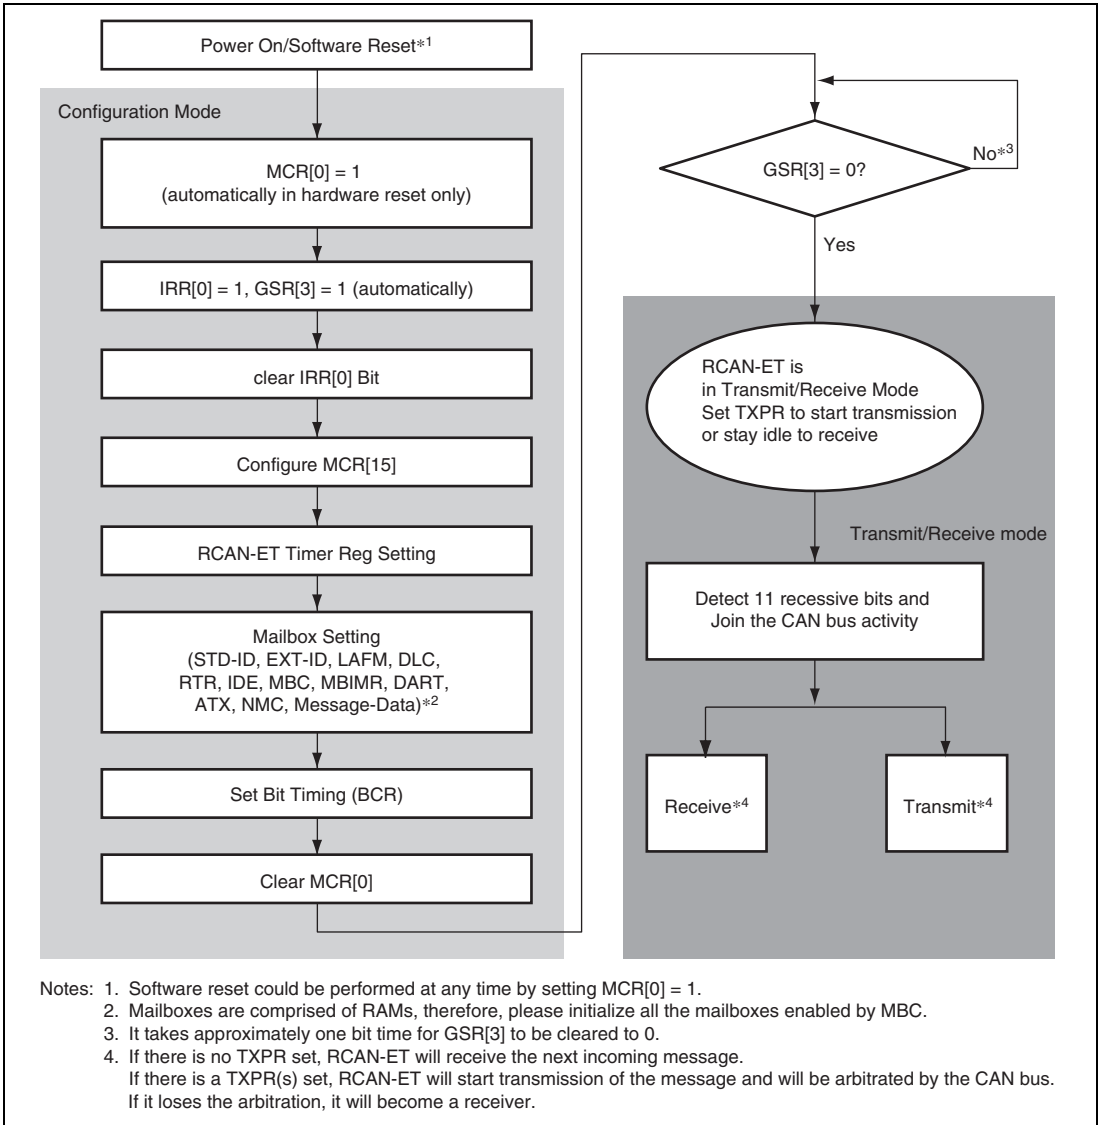 Power On/Software Reset*1
Configuration Mode
MCR[0] = 1
(automatically in hardware reset only)
IRR[0] = 1, GSR[3] = 1 (automatically)
clear IRR[0] Bit
Configure MCR[15]
RCAN-ET Timer Reg Setting
Mailbox Setting
(STD-ID, EXT-ID, LAFM, DLC,
RTR, IDE, MBC, MBIMR, DART,
ATX, NMC, Message-Data)*2
Set Bit Timing (BCR)
Clear MCR[0]
GSR[3] = 0?
No*3
Yes
RCAN-ET is
in Transmit/Receive Mode
Set TXPR to start transmission
or stay idle to receive
Transmit/Receive mode
Detect 11 recessive bits and
Join the CAN bus activity
Receive*4
Transmit*4
Notes: 1. Software reset could be performed at any time by setting MCR[0] = 1.
2. Mailboxes are comprised of RAMs, therefore, please initialize all the mailboxes enabled by MBC.
3. It takes approximately one bit time for GSR[3] to be cleared to 0.
4. If there is no TXPR set, RCAN-ET will receive the next incoming message.
If there is a TXPR(s) set, RCAN-ET will start transmission of the message and will be arbitrated by the CAN bus.
If it loses the arbitration, it will become a receiver.